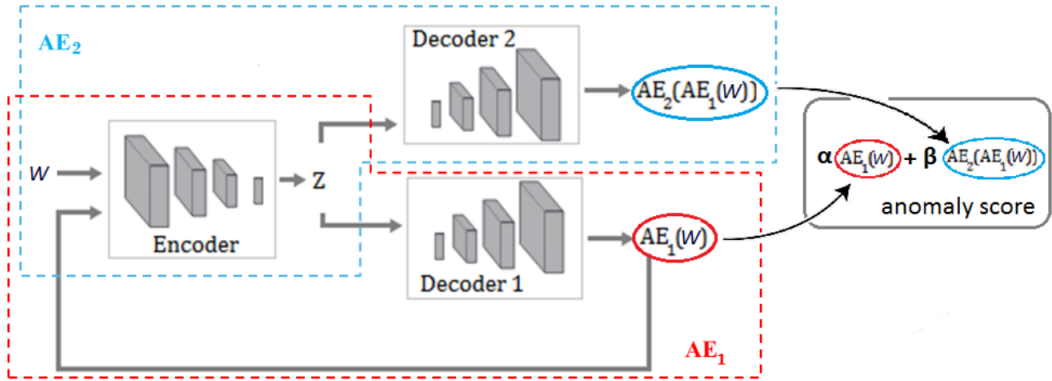 AE₂
Decoder 2
AE₂(AE₁(W))
W
Encoder
Z
α AE₁(W) + β AE₂(AE₁(W))
anomaly score
AE₁(W)
Decoder 1
AE₁